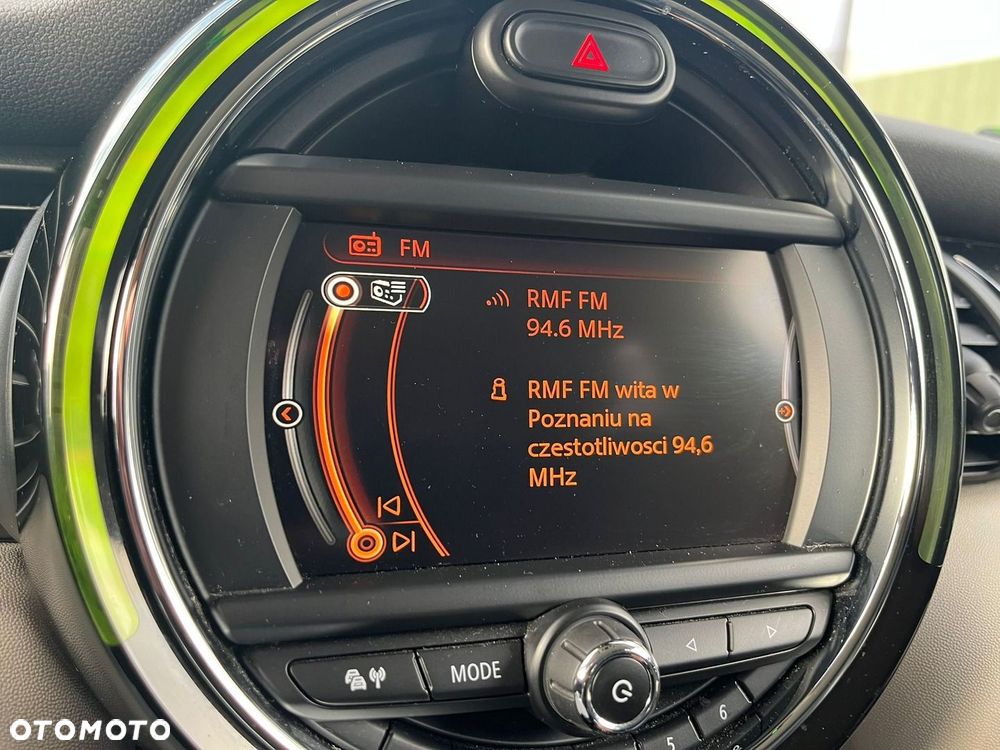 FM
RMF FM
94.6 MHz
RMF FM wita w
Poznaniu na
czestotliwosci 94,6
MHz
MODE
6
5
OTOMOTO